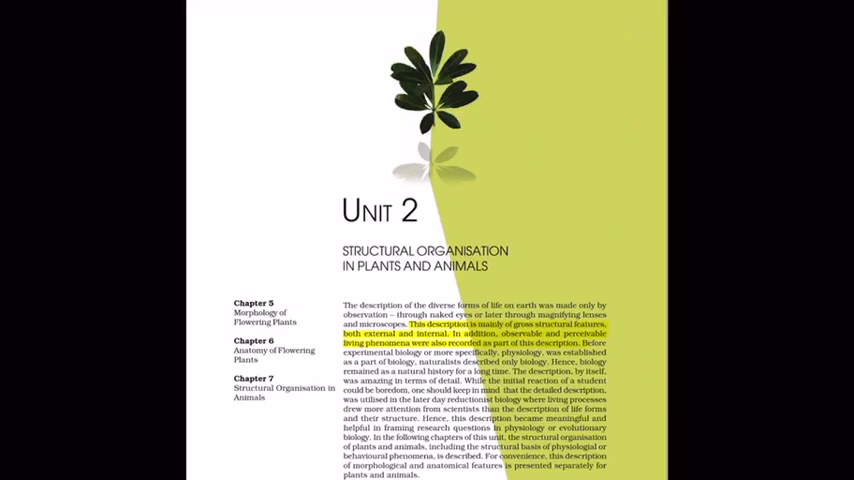 UNIT 2
STRUCTURAL ORGANISATION
IN PLANTS AND ANIMALS
Chapter 5
Morphology of
Flowering Plants
Chapter 6
Anatomy of Flowering
Plants
Chapter 7
Structural Organisation in
Animals
The description of the diverse forms of life on earth was made only by
observation – through naked eyes or later through magnifying lenses
and microscopes. This description is mainly of gross structural features,
both external and internal. In addition, observable and perceivable
living phenomena were also recorded as part of this description. Before
experimental biology or more specifically, physiology, was established
as a part of biology, naturalists described only biology. Hence, biology
remained as a natural history for a long time. The description, by itself,
was amazing in terms of detail. While the initial reaction of a student
could be boredom, one should keep in mind that the detailed description,
was utilised in the later day reductionist biology where living processes
drew more attention from scientists than the description of life forms
and their structure. Hence, this description became meaningful and
helpful in framing research questions in physiology or evolutionary
biology. In the following chapters of this unit, the structural organisation
of plants and animals, including the structural basis of physiological or
behavioural phenomena, is described. For convenience, this description
of morphological and anatomical features is presented separately for
plants and animals.